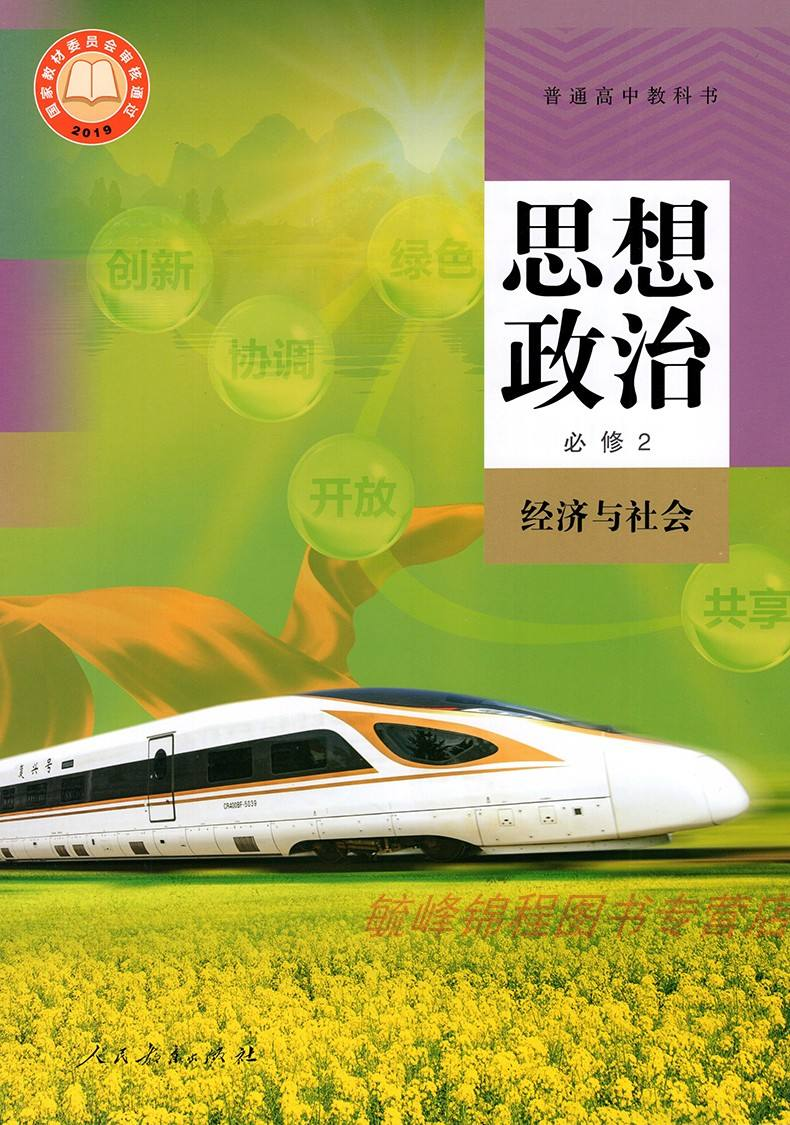 国家教材委员会审核通过
2019
普通高中教科书
思想
政治
必修 2
经济与社会
创新
绿色
协调
开放
共享
复兴号
CR400BF-5039
毓峰锦程图书专营店
人民教育出版社